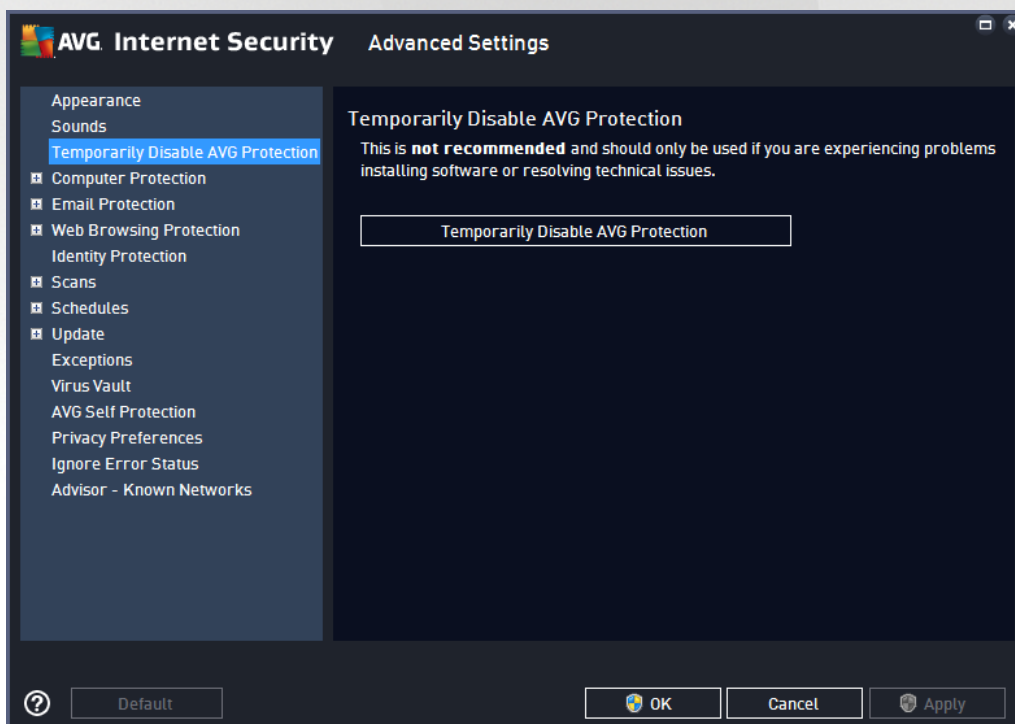 AVG. Internet Security Advanced Settings
Appearance
Sounds
Temporarily Disable AVG Protection
Computer Protection
Email Protection
Web Browsing Protection
Identity Protection
Scans
Schedules
Update
Exceptions
Virus Vault
AVG Self Protection
Privacy Preferences
Ignore Error Status
Advisor - Known Networks
Temporarily Disable AVG Protection
This is not recommended and should only be used if you are experiencing problems
installing software or resolving technical issues.
Temporarily Disable AVG Protection
?
Default
OK
Cancel
Apply